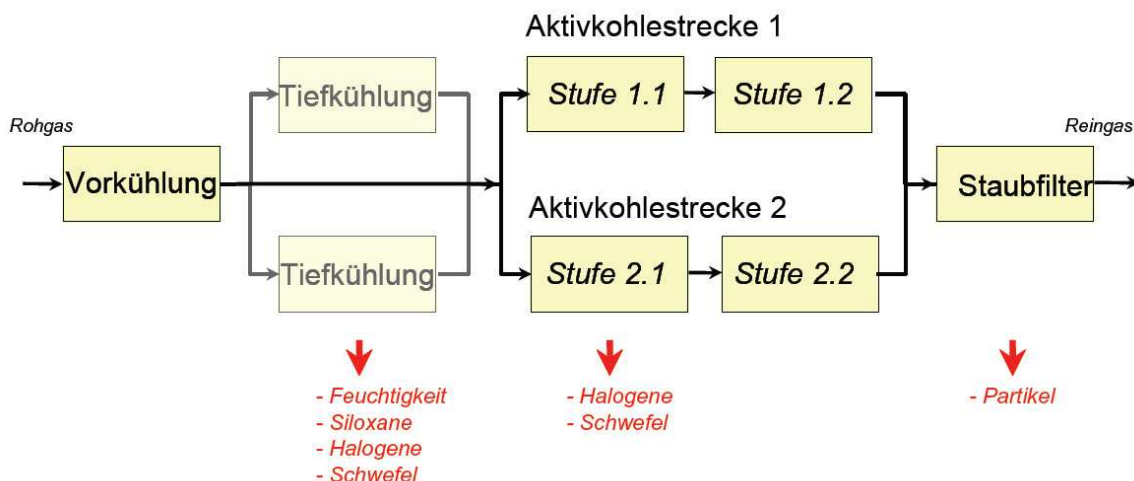 Aktivkohlestrecke 1
Tiefkühlung
Stufe 1.1
Stufe 1.2
Rohgas
Reingas
Vorkühlung
Staubfilter
Aktivkohlestrecke 2
Tiefkühlung
Stufe 2.1
Stufe 2.2
- Feuchtigkeit
- Siloxane
- Halogene
- Schwefel
- Halogene
- Schwefel
- Partikel